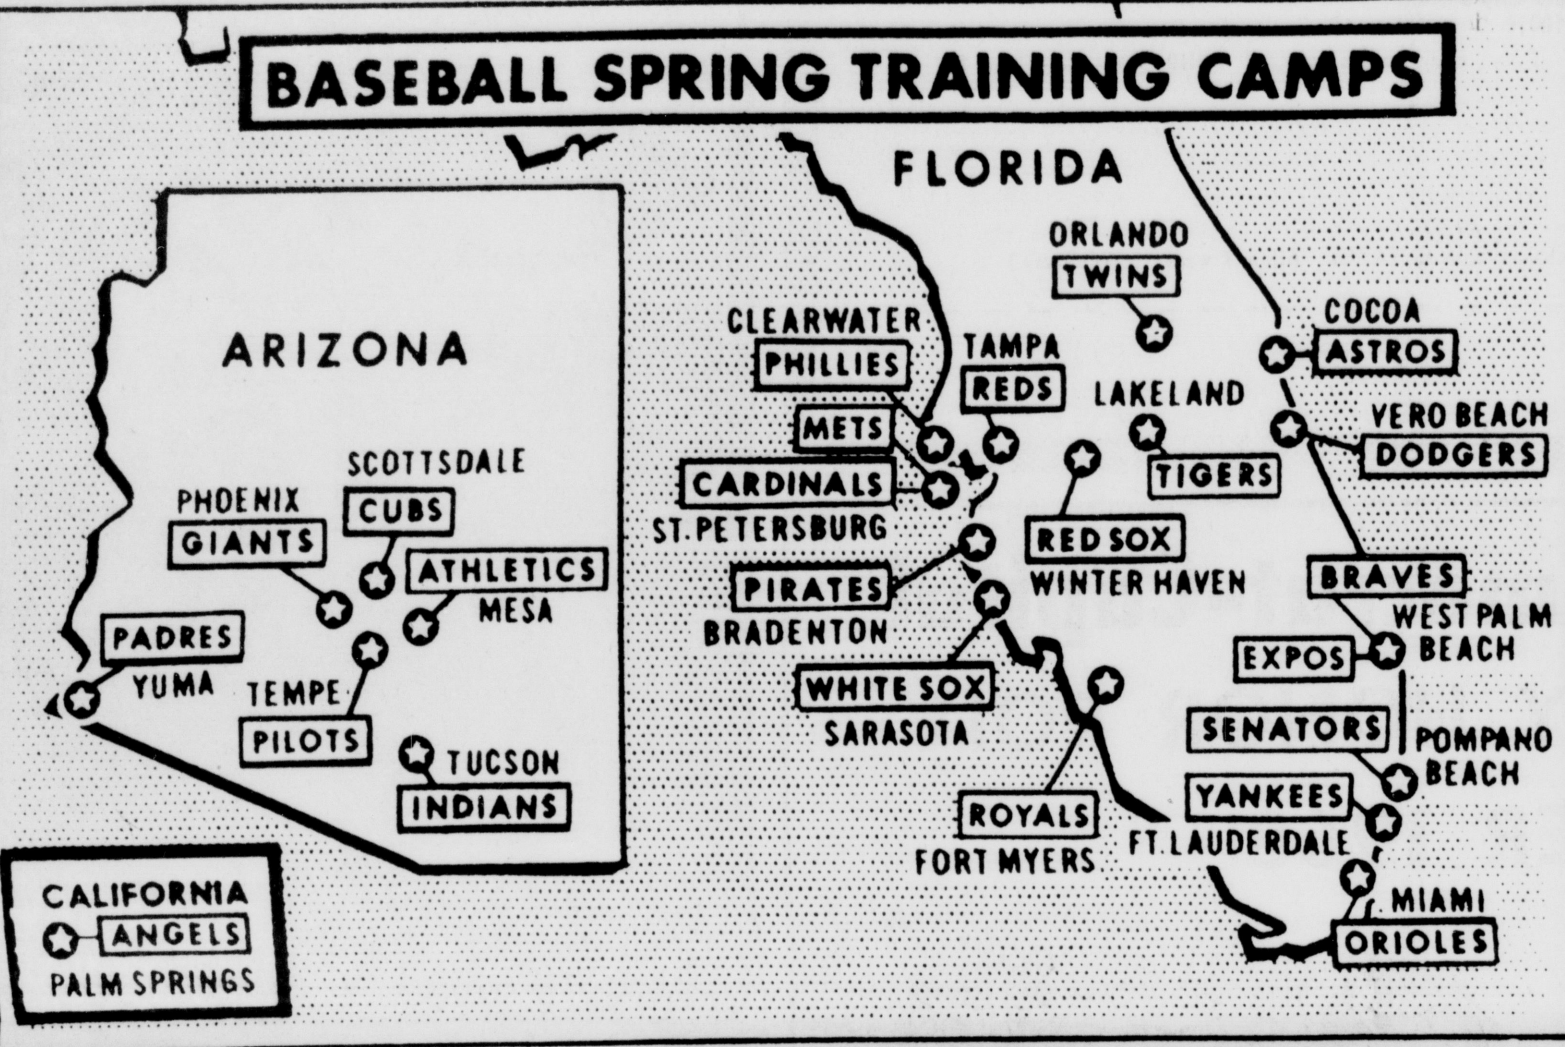 BASEBALL SPRING TRAINING CAMPS
FLORIDA
ORLANDO
TWINS
COCOA
ASTROS
CLEARWATER
PHILLIES
TAMPA
REDS
LAKELAND
TIGERS
VERO BEACH
DODGERS
METS
CARDINALS
ST. PETERSBURG
RED SOX
WINTER HAVEN
PIRATES
BRADENTON
BRAVES
WEST PALM
BEACH
EXPOS
WHITE SOX
SARASOTA
SENATORS
POMPANO
BEACH
YANKEES
FT. LAUDERDALE
ROYALS
FORT MYERS
MIAMI
ORIOLES
ARIZONA
SCOTTSDALE
CUBS
PHOENIX
GIANTS
ATHLETICS
MESA
PADRES
YUMA
TEMPE
PILOTS
TUCSON
INDIANS
CALIFORNIA
ANGELS
PALM SPRINGS